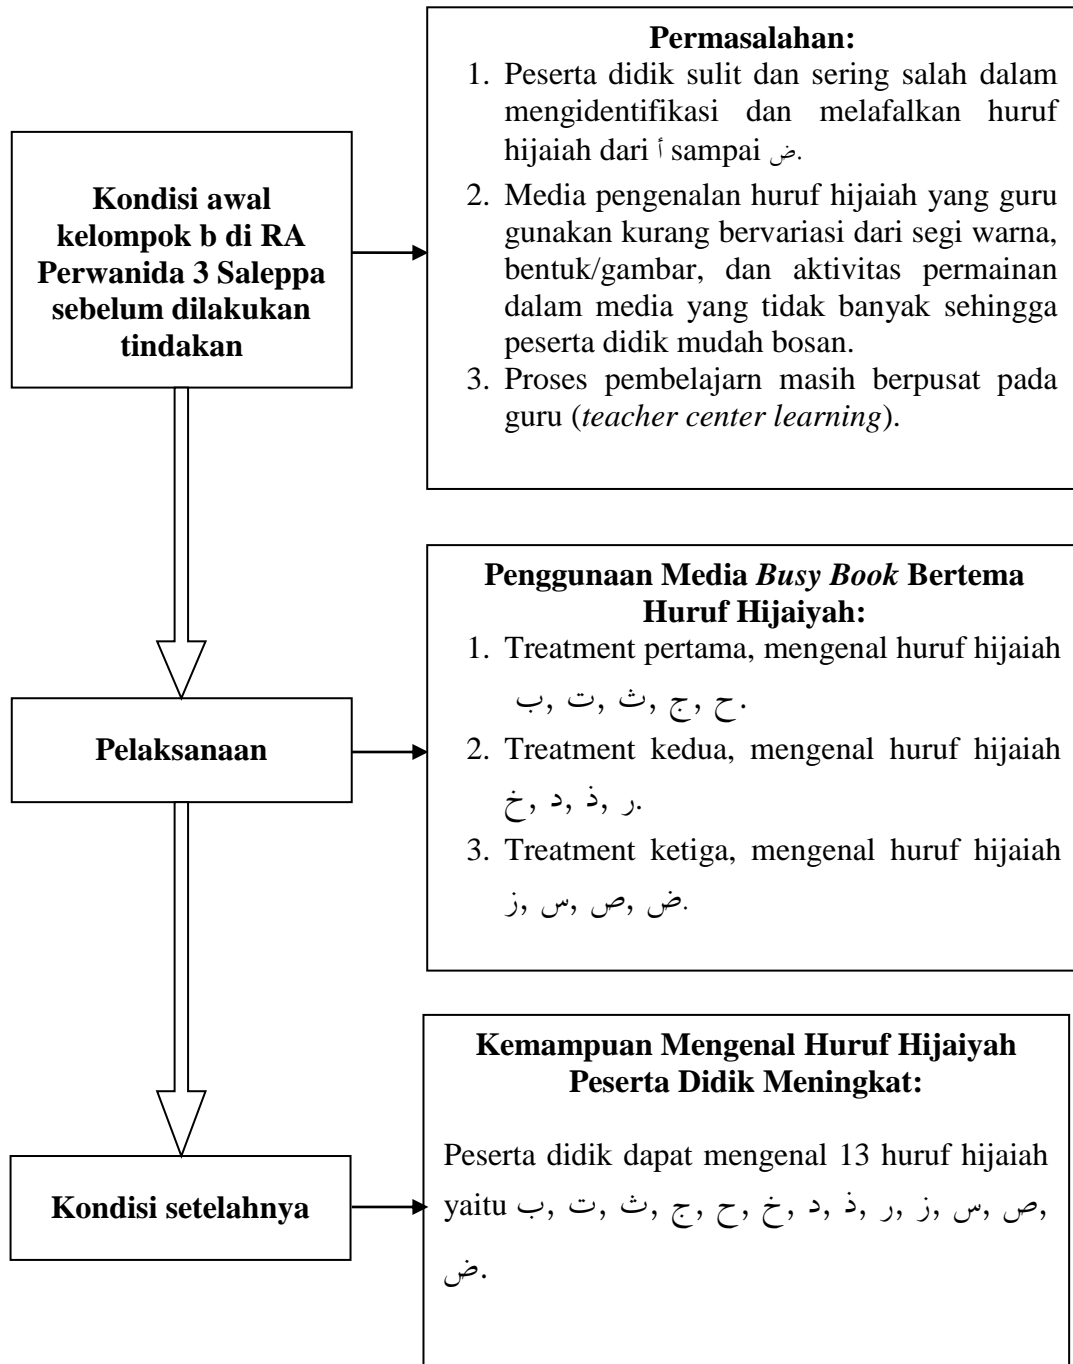 Kondisi awal
kelompok b di RA
Perwanida 3 Saleppa
sebelum dilakukan
tindakan
Permasalahan:
1. Peserta didik sulit dan sering salah dalam
mengidentifikasi dan melafalkan huruf
hijaiah dari أ sampai ض.
2. Media pengenalan huruf hijaiah yang guru
gunakan kurang bervariasi dari segi warna,
bentuk/gambar, dan aktivitas permainan
dalam media yang tidak banyak sehingga
peserta didik mudah bosan.
3. Proses pembelajarn masih berpusat pada
guru (teacher center learning).
Pelaksanaan
Penggunaan Media Busy Book Bertema
Huruf Hijaiyah:
1. Treatment pertama, mengenal huruf hijaiah
ب, ت, ث, ج, ح.
2. Treatment kedua, mengenal huruf hijaiah
خ, د, ذ, ر.
3. Treatment ketiga, mengenal huruf hijaiah
ز, س, ص, ض.
Kondisi setelahnya
Kemampuan Mengenal Huruf Hijaiyah
Peserta Didik Meningkat:
Peserta didik dapat mengenal 13 huruf hijaiah
yaitu ب, ت, ث, ج, ح, خ, د, ذ, ر, ز, س, ص,
ض.